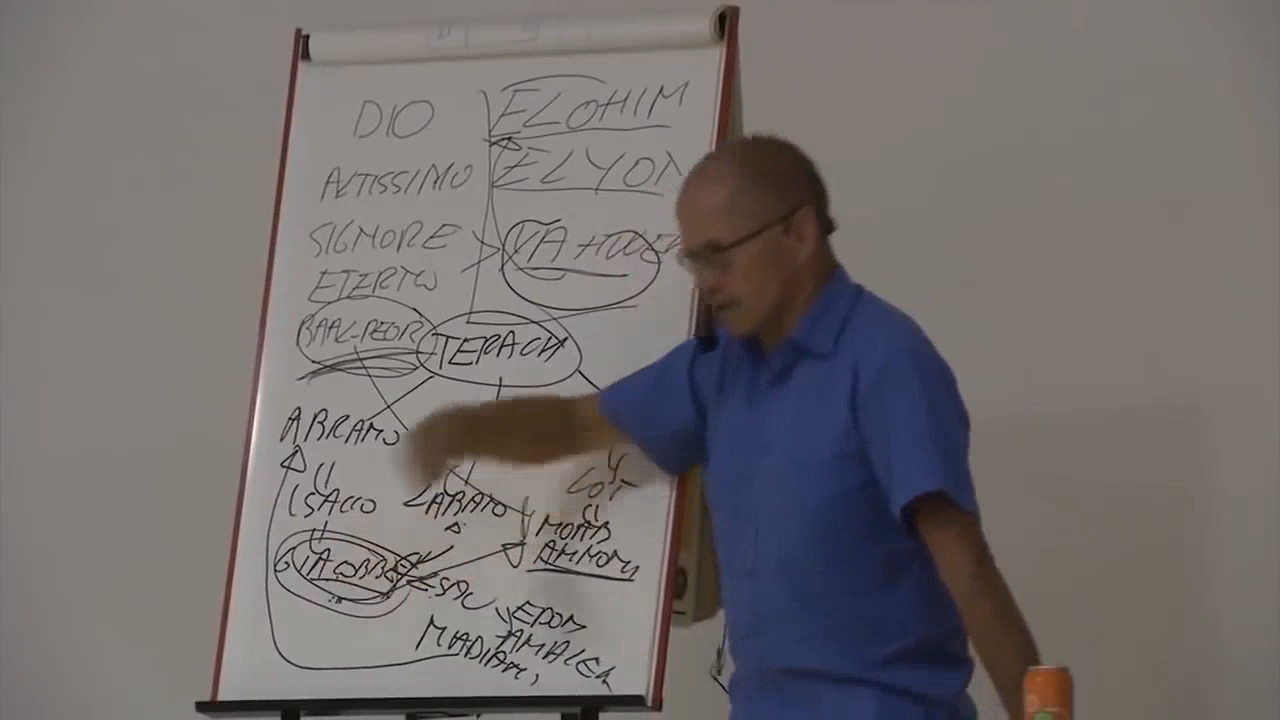 DIO ELOHIM
ALTISSIMO ELYON
SIGNORE YAHWEH
ETERNO
BAAL-PEOR TERACH
ABRAMO
LOT
ISACCO LABANO
MOAB
GIACOBBE AMMON
ESAU EDOM
MADIAN, AMALEK